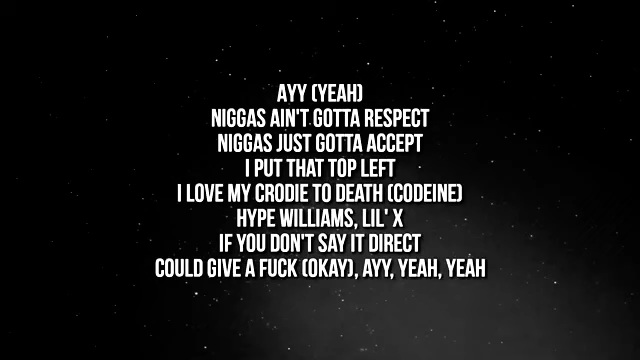 AYY (YEAH)
NIGGAS AIN'T GOTTA RESPECT
NIGGAS JUST GOTTA ACCEPT
I PUT THAT TOP LEFT
I LOVE MY CRODIE TO DEATH (CODEINE)
HYPE WILLIAMS, LIL' X
IF YOU DON'T SAY IT DIRECT
COULD GIVE A FUCK (OKAY), AYY, YEAH, YEAH